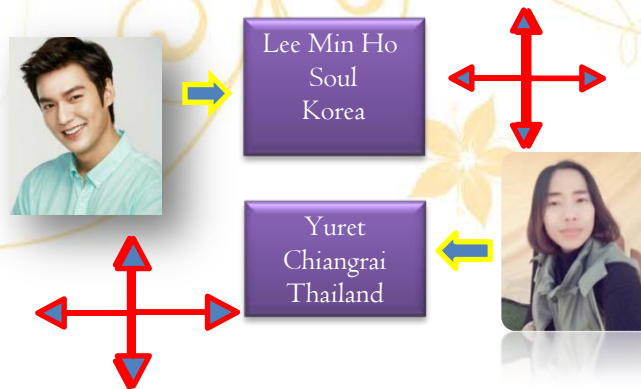 Lee Min Ho
Soul
Korea
Yuret
Chiangrai
Thailand